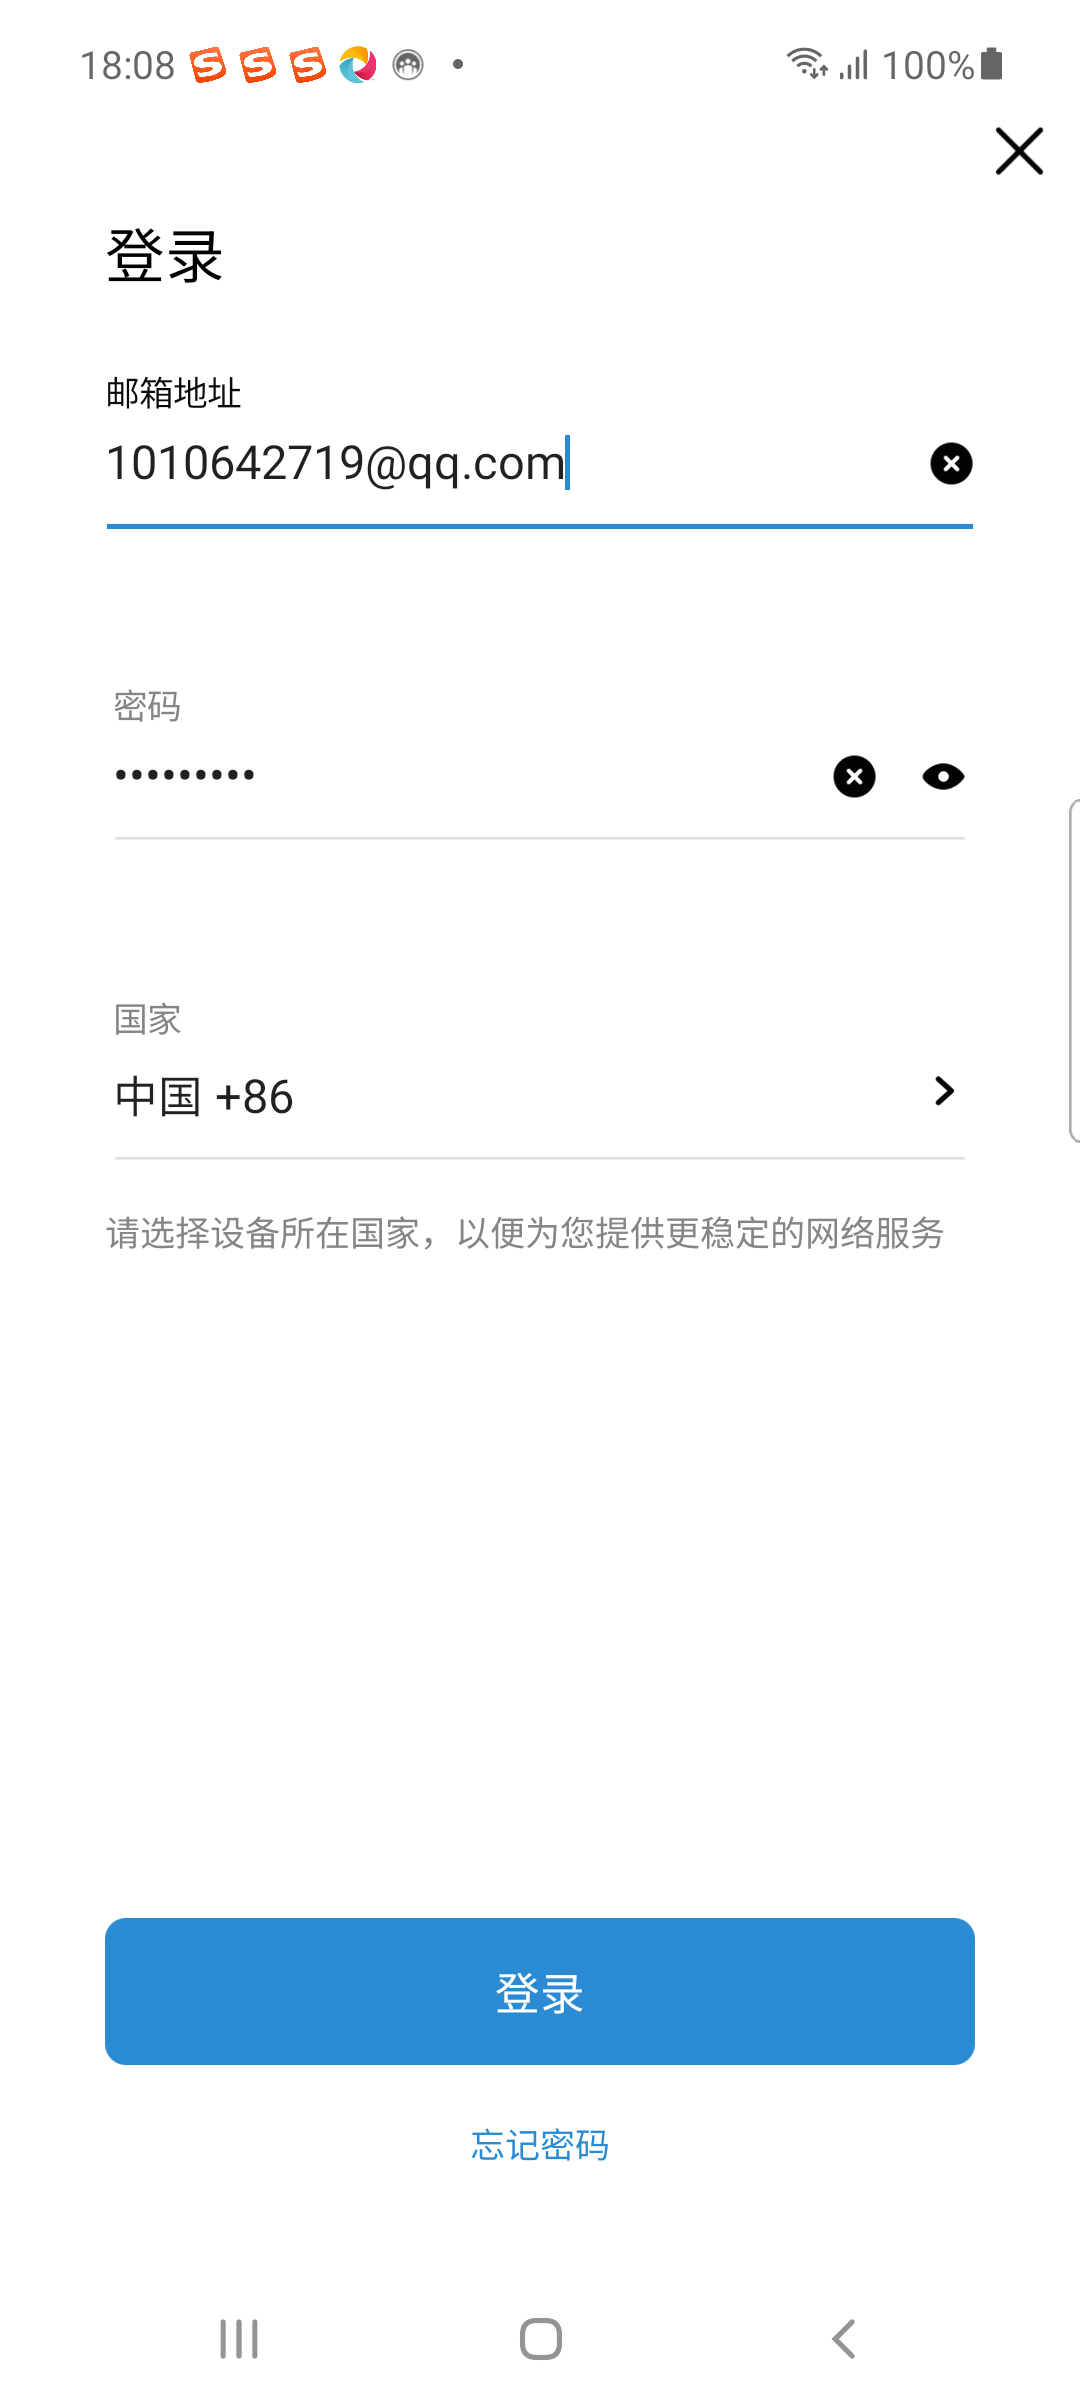 18:08
100%
登录
邮箱地址
1010642719@qq.com
密码
•••••••••
国家
中国 +86
请选择设备所在国家，以便为您提供更稳定的网络服务
登录
忘记密码